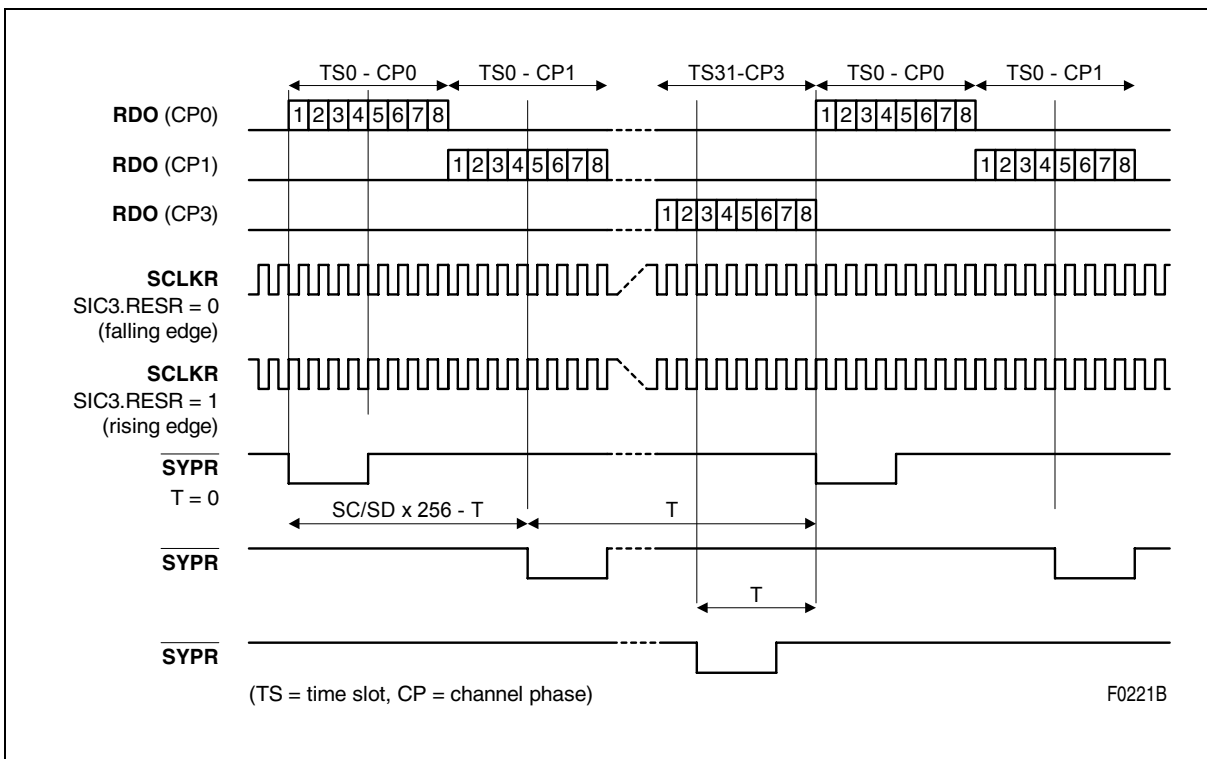 TS0 - CP0 TS0 - CP1 TS31-CP3 TS0 - CP0 TS0 - CP1
RDO (CP0) 1 2 3 4 5 6 7 8 1 2 3 4 5 6 7 8
RDO (CP1) 1 2 3 4 5 6 7 8 1 2 3 4 5 6 7 8
RDO (CP3) 1 2 3 4 5 6 7 8
SCLKR
SIC3.RESR = 0
(falling edge)
SCLKR
SIC3.RESR = 1
(rising edge)
SYPR
T = 0
SC/SD x 256 - T T
SYPR
T
SYPR
(TS = time slot, CP = channel phase) F0221B